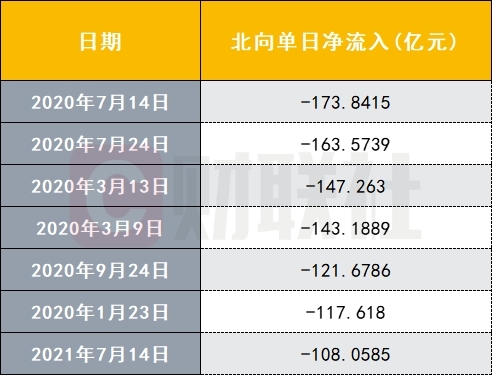 日期 北向单日净流入(亿元)
2020年7月14日 -173.8415
2020年7月24日 -163.5739
2020年3月13日 -147.263
2020年3月9日 -143.1889
2020年9月24日 -121.6786
2020年1月23日 -117.618
2021年7月14日 -108.0585
财联社